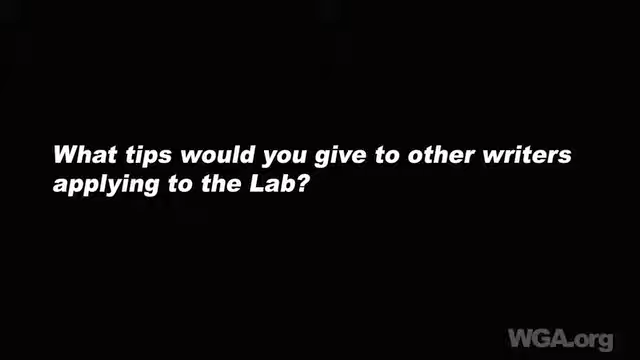 What tips would you give to other writers
applying to the Lab?
WGA.org